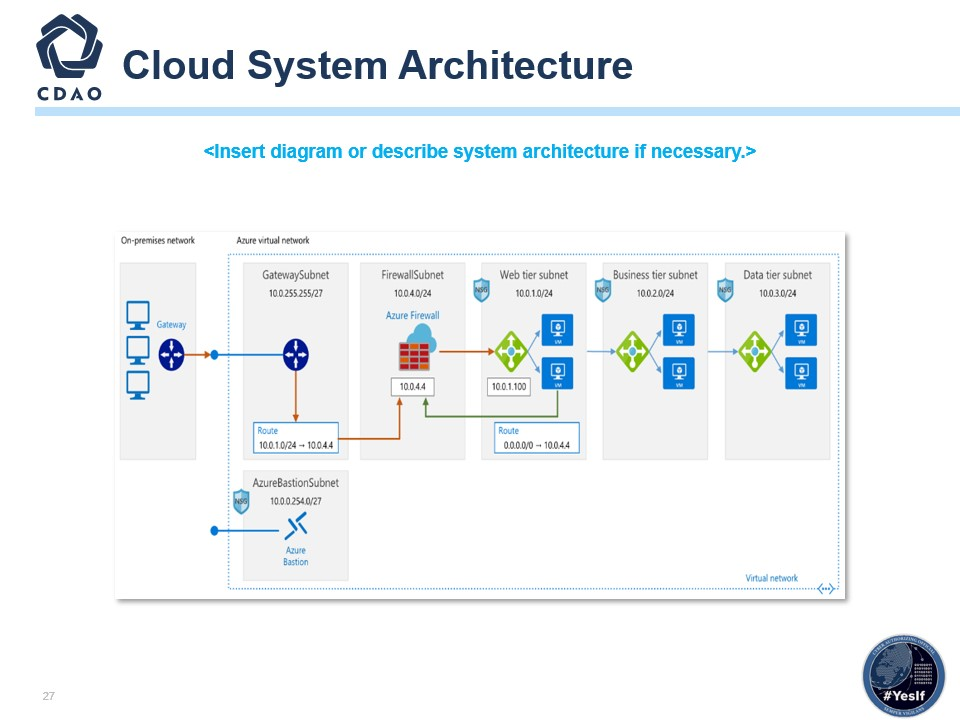 CDAO
Cloud System Architecture
<Insert diagram or describe system architecture if necessary.>
On-premises network
Azure virtual network
GatewaySubnet
10.0.255.255/27
FirewallSubnet
10.0.4.0/24
Web tier subnet
10.0.1.0/24
Business tier subnet
10.0.2.0/24
Data tier subnet
10.0.3.0/24
NSG
NSG
NSG
Gateway
Azure Firewall
VM
VM
VM
VM
VM
VM
10.0.4.4
10.0.1.100
Route
10.0.1.0/24 → 10.0.4.4
Route
0.0.0.0/0 → 10.0.4.4
AzureBastionSubnet
10.0.0.254.0/27
NSG
Azure
Bastion
Virtual network
27
#YesIf